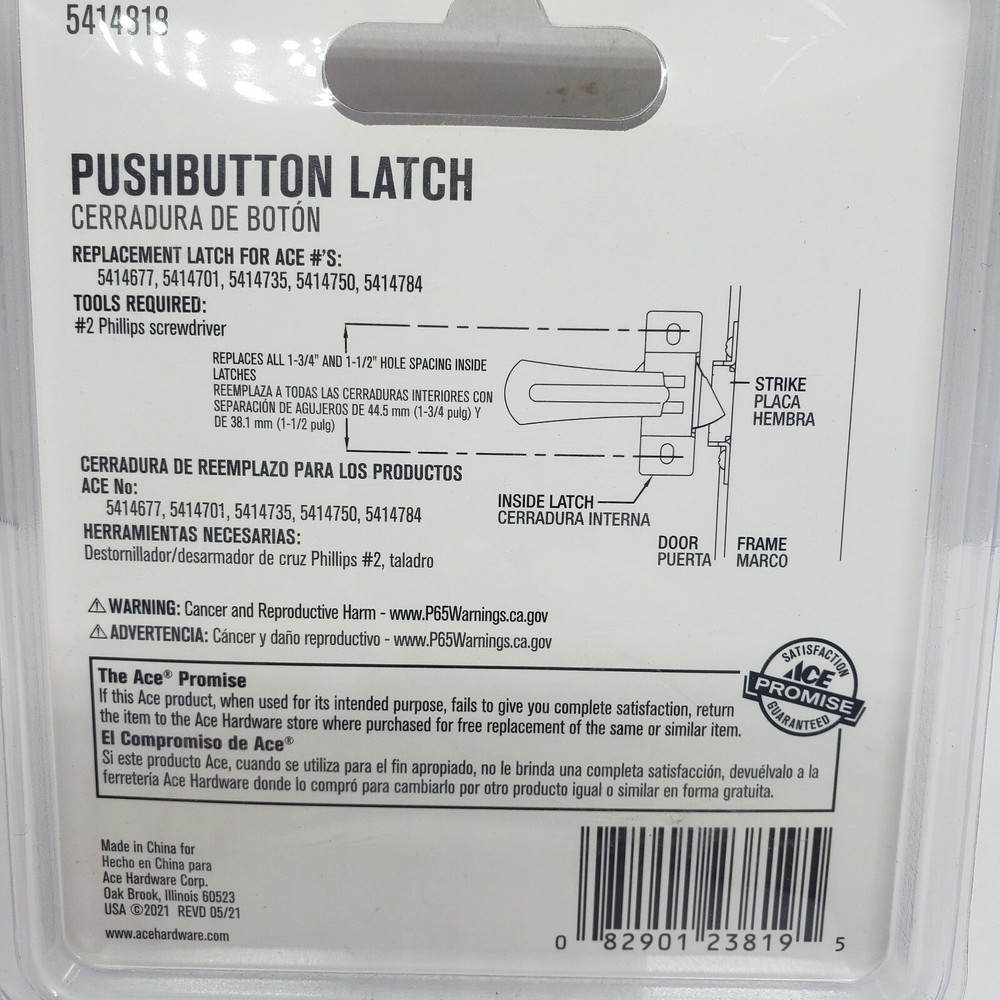 5414819
PUSHBUTTON LATCH
CERRADURA DE BOTÓN
REPLACEMENT LATCH FOR ACE #'S:
5414677, 5414701, 5414735, 5414750, 5414784
TOOLS REQUIRED:
#2 Phillips screwdriver
REPLACES ALL 1-3/4" AND 1-1/2" HOLE SPACING INSIDE
LATCHES
REEMPLAZA A TODAS LAS CERRADURAS INTERIORES CON
SEPARACIÓN DE AGUJEROS DE 44.5 mm (1-3/4 pulg) Y
DE 38.1 mm (1-1/2 pulg)
STRIKE
PLACA
HEMBRA
INSIDE LATCH
CERRADURA INTERNA
DOOR
PUERTA
FRAME
MARCO
CERRADURA DE REEMPLAZO PARA LOS PRODUCTOS
ACE No:
5414677, 5414701, 5414735, 5414750, 5414784
HERRAMIENTAS NECESARIAS:
Destornillador/desarmador de cruz Phillips #2, taladro
⚠ WARNING: Cancer and Reproductive Harm - www.P65Warnings.ca.gov
⚠ ADVERTENCIA: Cáncer y daño reproductivo - www.P65Warnings.ca.gov
The Ace® Promise
If this Ace product, when used for its intended purpose, fails to give you complete satisfaction, return
the item to the Ace Hardware store where purchased for free replacement of the same or similar item.
El Compromiso de Ace®
Si este producto Ace, cuando se utiliza para el fin apropiado, no le brinda una completa satisfacción, devuélvalo a la
ferretería Ace Hardware donde lo compró para cambiarlo por otro producto igual o similar en forma gratuita.
SATISFACTION
ACE
PROMISE
GUARANTEED
Made in China for
Hecho en China para
Ace Hardware Corp.
Oak Brook, Illinois 60523
USA ©2021 REVD 05/21
www.acehardware.com
0 82901 23819 5